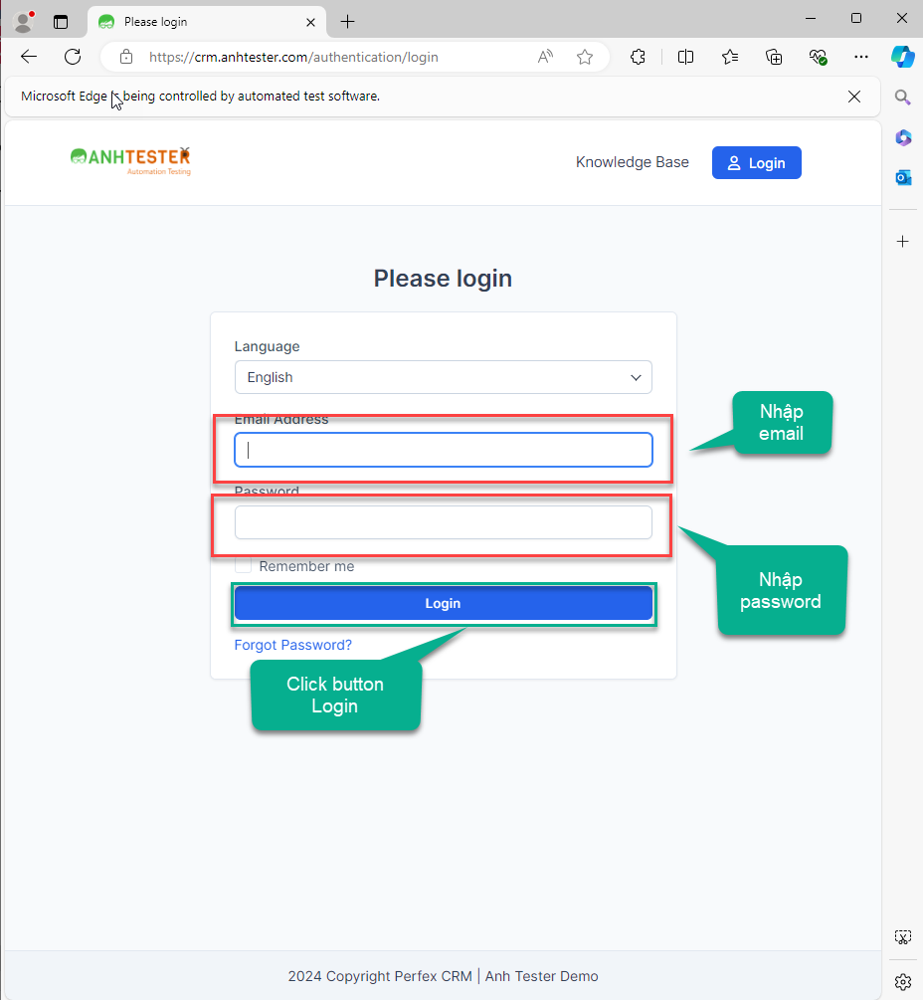 Please login
https://crm.anhtester.com/authentication/login
Microsoft Edge is being controlled by automated test software.
ANHTESTER
Automation Testing
Knowledge Base
Login
Please login
Language
English
Email Address
Nhập
email
Password
Nhập
password
Remember me
Login
Forgot Password?
Click button
Login
2024 Copyright Perfex CRM | Anh Tester Demo